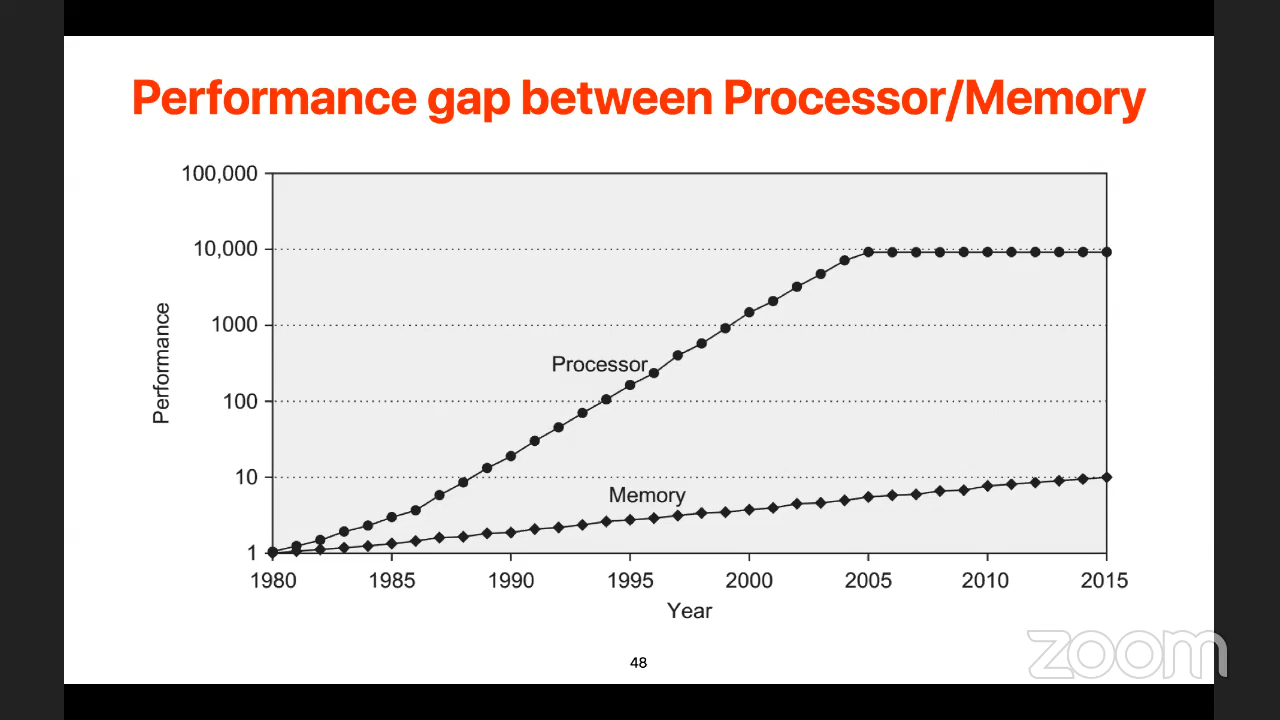 Performance gap between Processor/Memory
100,000
10,000
1000
100
10
1
Performance
Processor
Memory
1980 1985 1990 1995 2000 2005 2010 2015
Year
48
zoom